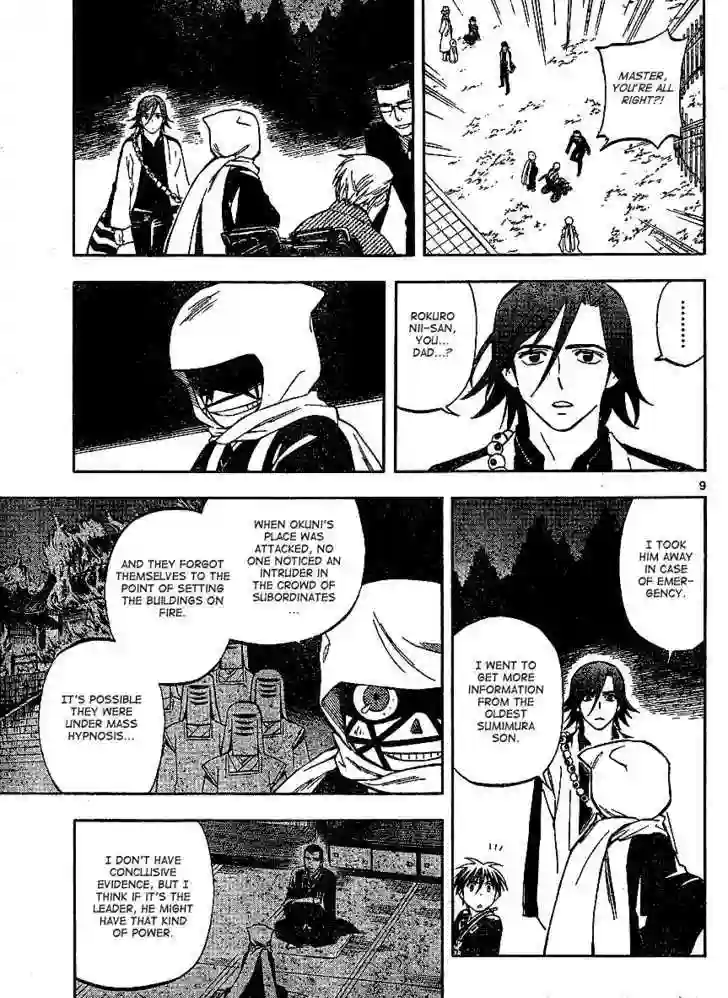 MASTER,
YOU'RE ALL
RIGHT?!
........
ROKURO
NII-SAN,
YOU...
DAD...?
9
I TOOK
HIM AWAY
IN CASE
OF EMER-
GENCY.
I WENT TO
GET MORE
INFORMATION
FROM THE
OLDEST
SUMIMURA
SON.
!!!
WHEN OKUNI'S
PLACE WAS
ATTACKED, NO
ONE NOTICED AN
INTRUDER IN
THE CROWD OF
SUBORDINATES
...
AND THEY FORGOT
THEMSELVES TO THE
POINT OF SETTING
THE BUILDINGS ON
FIRE.
IT'S POSSIBLE
THEY WERE
UNDER MASS
HYPNOSIS...
I DON'T HAVE
CONCLUSIVE
EVIDENCE, BUT I
THINK IF IT'S THE
LEADER, HE MIGHT
HAVE THAT KIND
OF POWER.